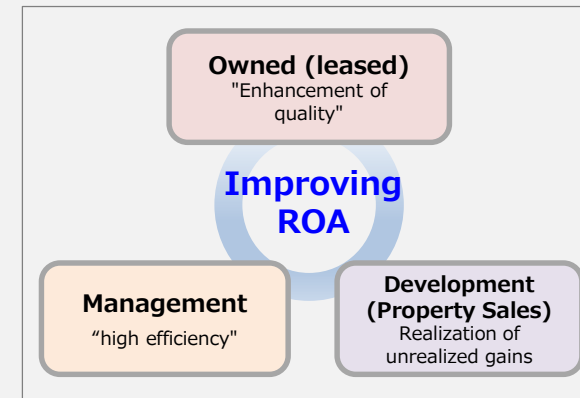 Owned (leased)
"Enhancement of
quality"
Improving
ROA
Management
“high efficiency"
Development
(Property Sales)
Realization of
unrealized gains